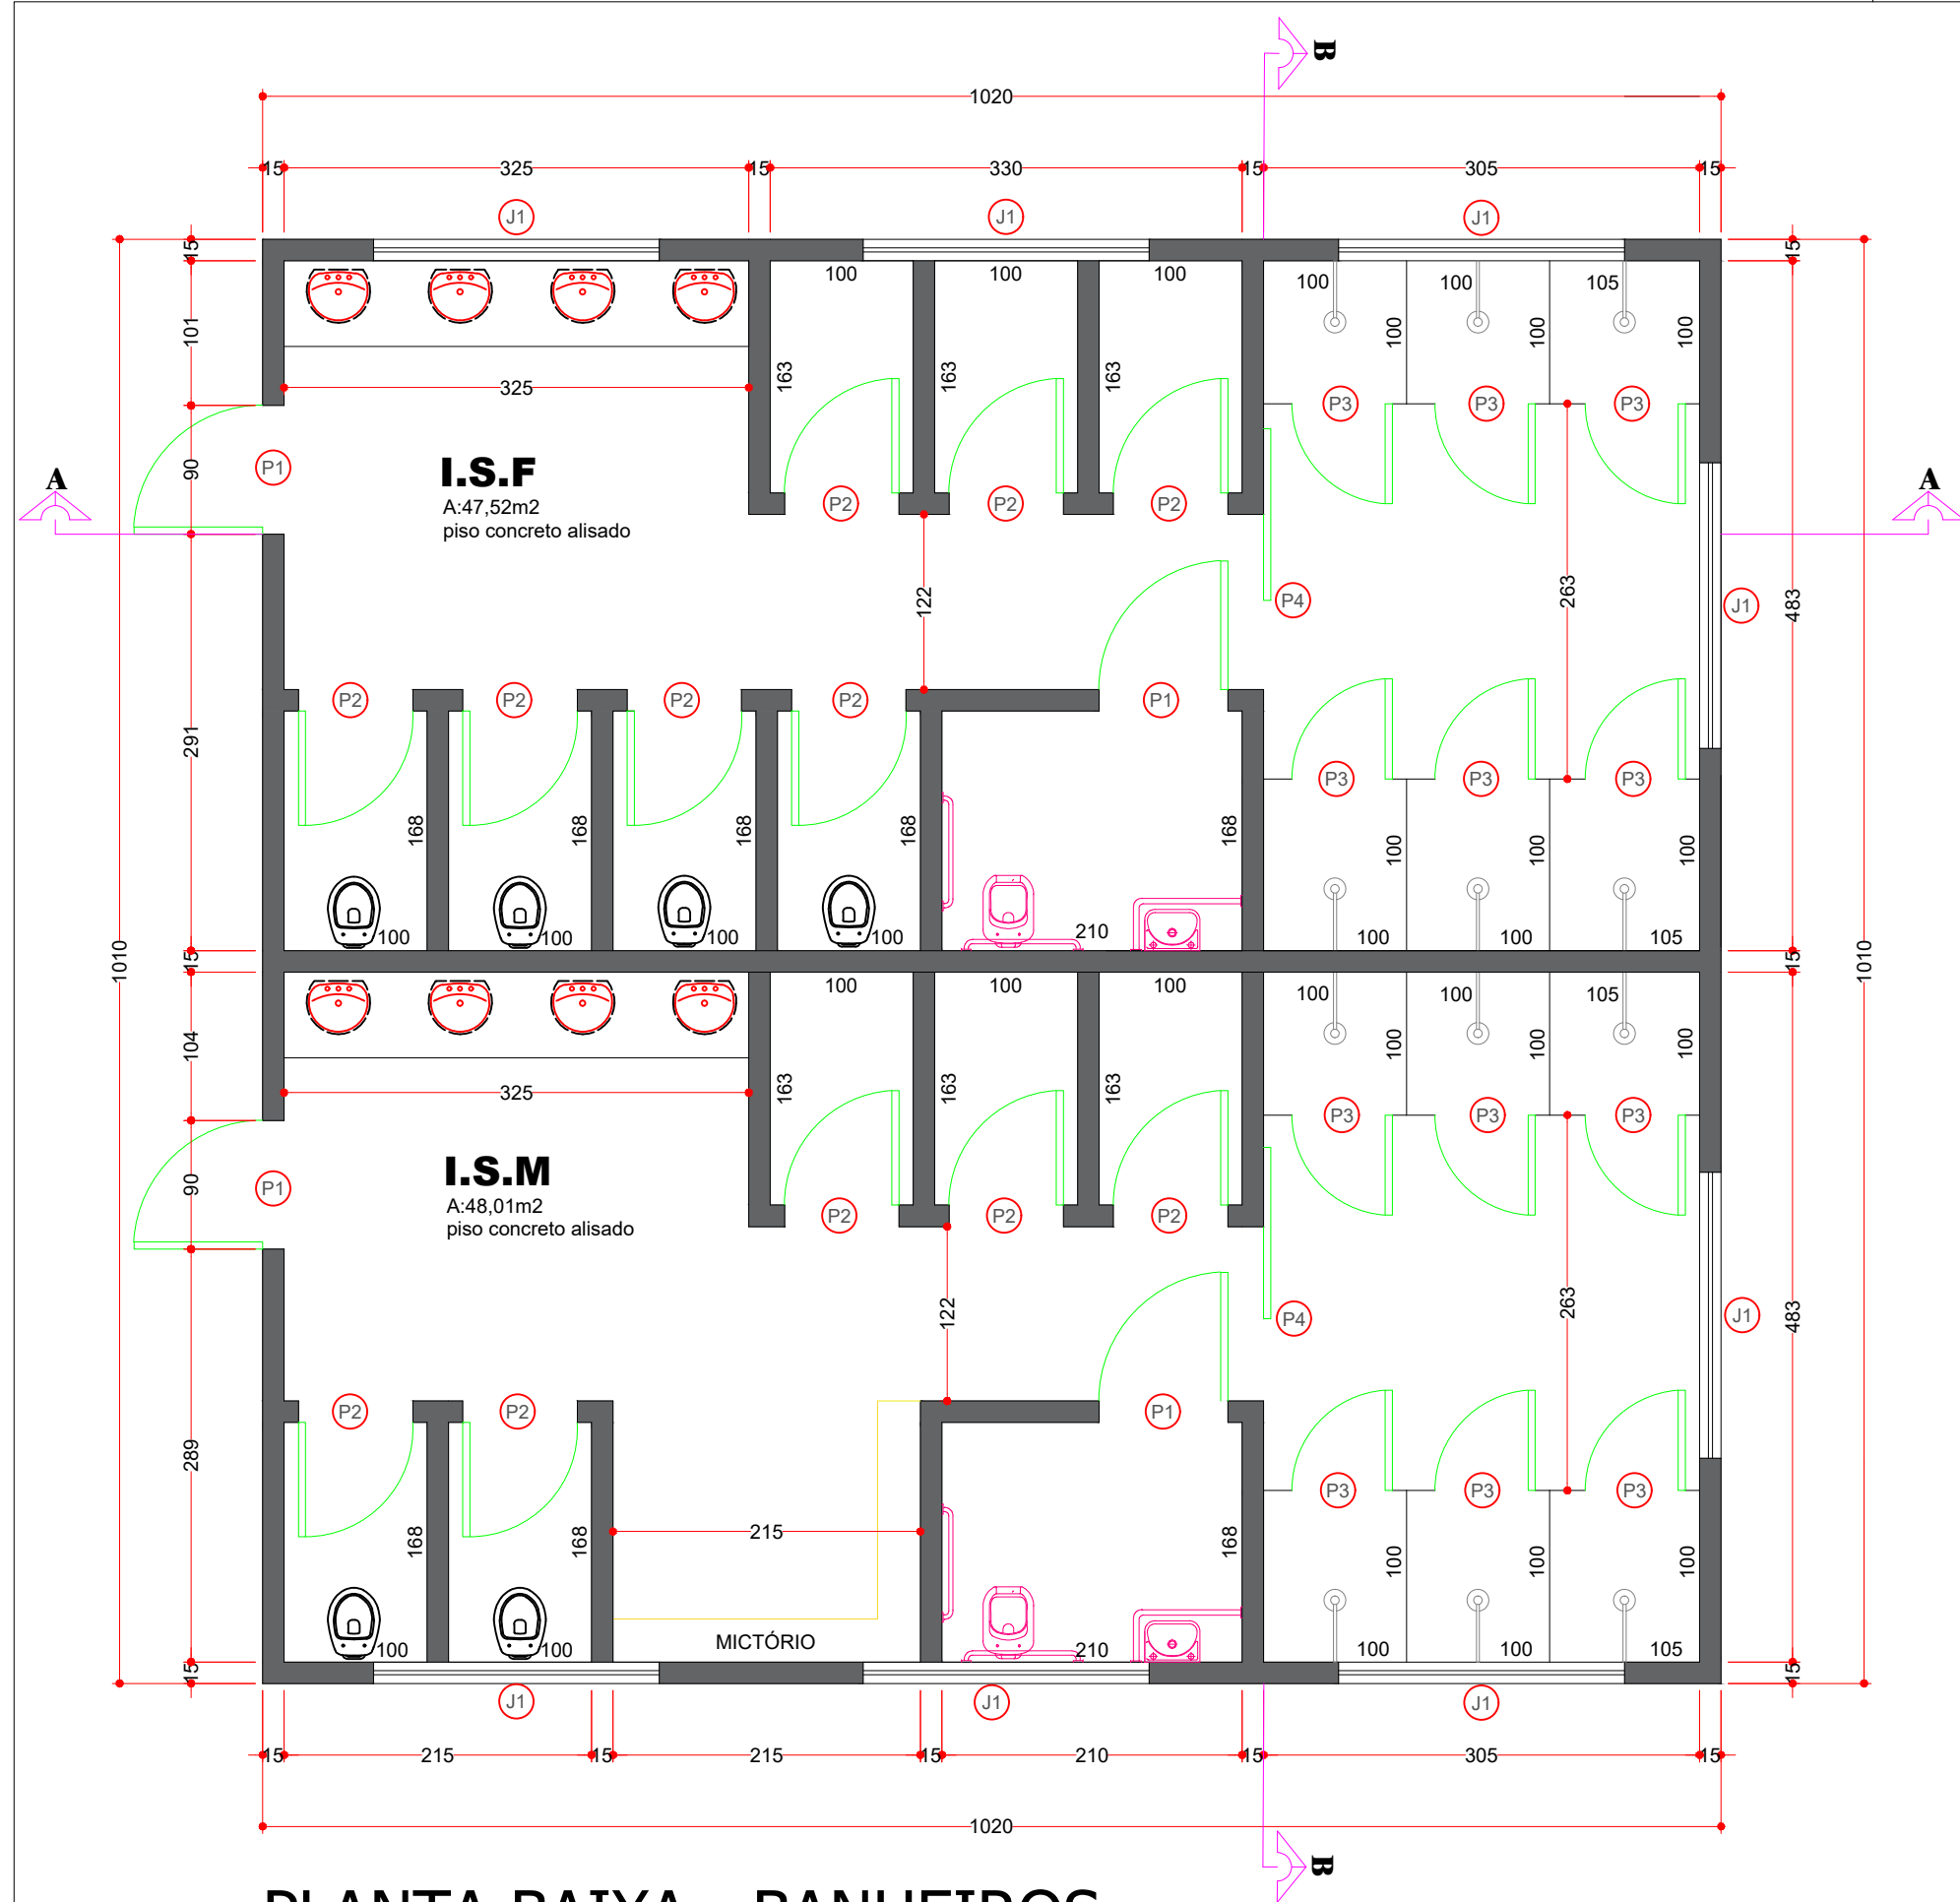 B
1020
15 325 15 330 15 305 15
J1 J1 J1
15 15
100 100 100 100 100 105
101 100 100 100
325 163 163 163
P3 P3 P3
A A
I.S.F
A:47,52m2
piso concreto alisado
90 P1 P2 P2 P2
122 P4 263 J1 483
P2 P2 P2 P2 P1
291 P3 P3 P3
168 168 168 168 168 100 100 100
100 100 100 100 210 100 100 105
1010 15 15 1010
100 100 100 100 100 105
104 100 100 100
325 163 163 163
P3 P3 P3
I.S.M
A:48,01m2
piso concreto alisado
90 P1 P2 P2 P2
122 P4 263 J1 483
P2 P2 P1
289 P3 P3 P3
215
168 168 168 100 100 100
100 100 MICTÓRIO 210 100 100 105
15 15
J1 J1 J1
15 215 15 215 15 210 15 305 15
1020
B
PLANTA BAIXA - BANHEIROS